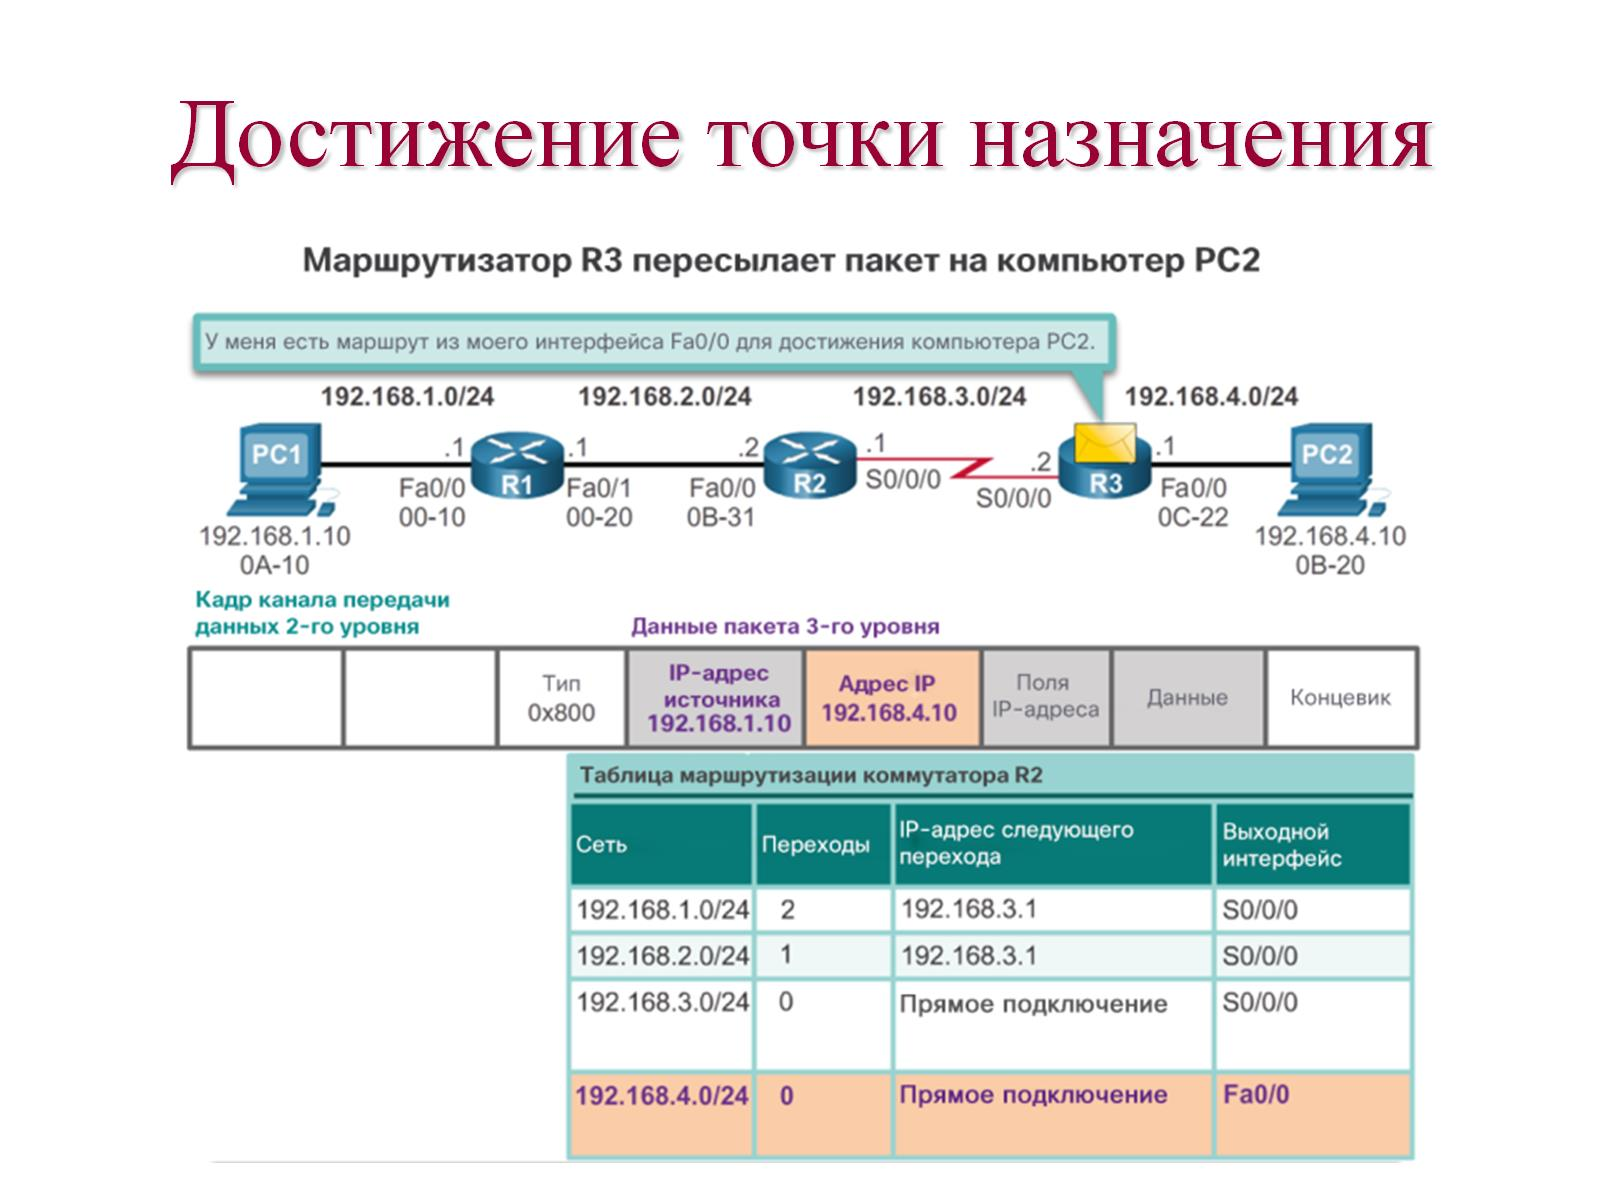 Достижение точки назначения
Маршрутизатор R3 пересылает пакет на компьютер PC2
У меня есть маршрут из моего интерфейса Fa0/0 для достижения компьютера PC2.
192.168.1.0/24 192.168.2.0/24 192.168.3.0/24 192.168.4.0/24
PC1 .1 R1 .1 .2 R2 .1 .2 R3 .1 PC2
Fa0/0 Fa0/1 Fa0/0 S0/0/0 S0/0/0 Fa0/0
00-10 00-20 0B-31 0C-22
192.168.1.10 192.168.4.10
0A-10 0B-20
Кадр канала передачи
данных 2-го уровня
Данные пакета 3-го уровня
Тип
0x800
IP-адрес
источника
192.168.1.10
Адрес IP
192.168.4.10
Поля
IP-адреса
Данные
Концевик
Таблица маршрутизации коммутатора R2
Сеть
Переходы
IP-адрес следующего
перехода
Выходной
интерфейс
192.168.1.0/24 2 192.168.3.1 S0/0/0
192.168.2.0/24 1 192.168.3.1 S0/0/0
192.168.3.0/24 0 Прямое подключение S0/0/0
192.168.4.0/24 0 Прямое подключение Fa0/0